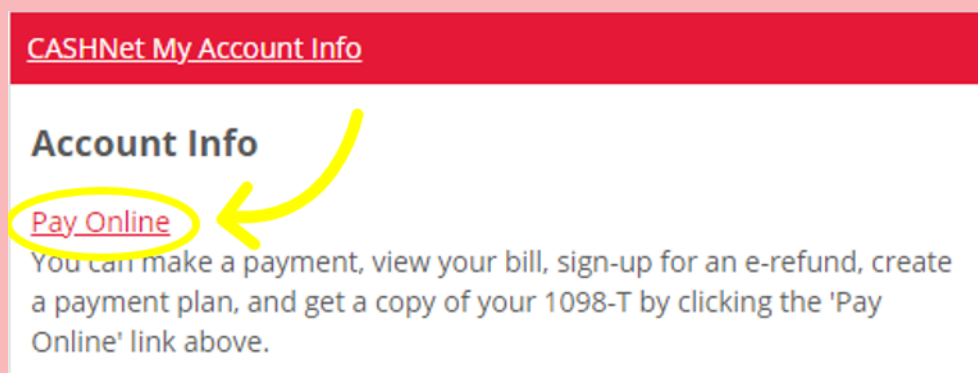 CASHNet My Account Info
Account Info
Pay Online
You can make a payment, view your bill, sign-up for an e-refund, create
a payment plan, and get a copy of your 1098-T by clicking the 'Pay
Online' link above.